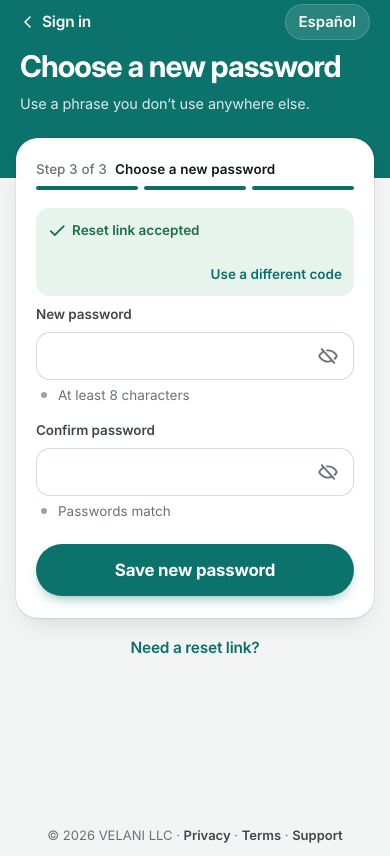 Sign in
Español
Choose a new password
Use a phrase you don’t use anywhere else.
Step 3 of 3 Choose a new password
Reset link accepted
Use a different code
New password
At least 8 characters
Confirm password
Passwords match
Save new password
Need a reset link?
© 2026 VELANI LLC · Privacy · Terms · Support